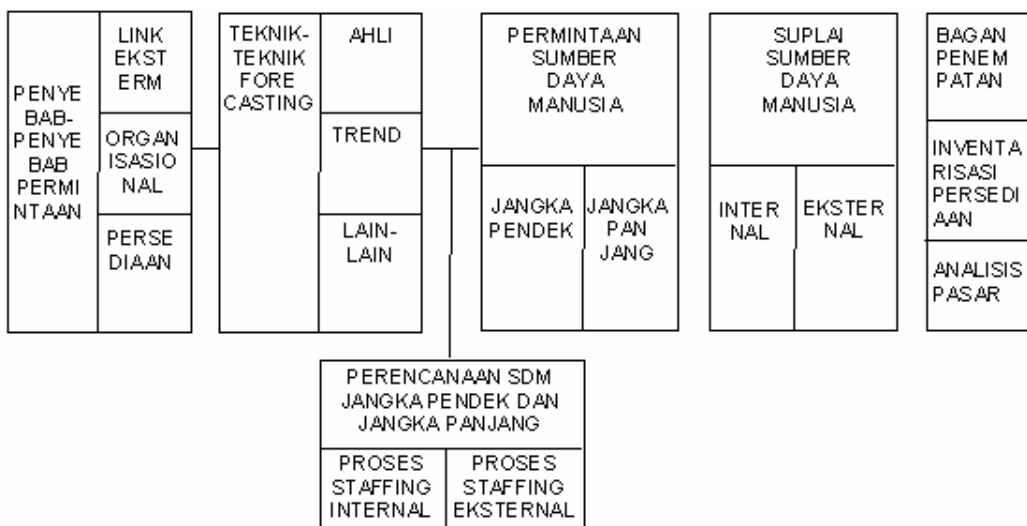 PENYE
BAB-
PENYE
BAB
PERMI
NTAAN
LINK
EKST
ERM
ORGAN
ISASIO
NAL
PERSE
DIAAN
TEKNIK-
TEKNIK
FORE
CASTING
AHLI
TREND
LAIN-
LAIN
PERMINTAAN
SUMBER
DAYA
MANUSIA
JANGKA
PENDEK
JANGKA
PAN
JANG
SUPLAI
SUMBER
DAYA
MANUSIA
INTER
NAL
EKSTER
NAL
BAGAN
PENEM
PATAN
INVENTA
RISASI
PERSEDI
AAN
ANALISIS
PASAR
PERENCANAAN SDM
JANGKA PENDEK DAN
JANGKA PANJANG
PROSES
STAFFING
INTERNAL
PROSES
STAFFING
EKSTERNAL